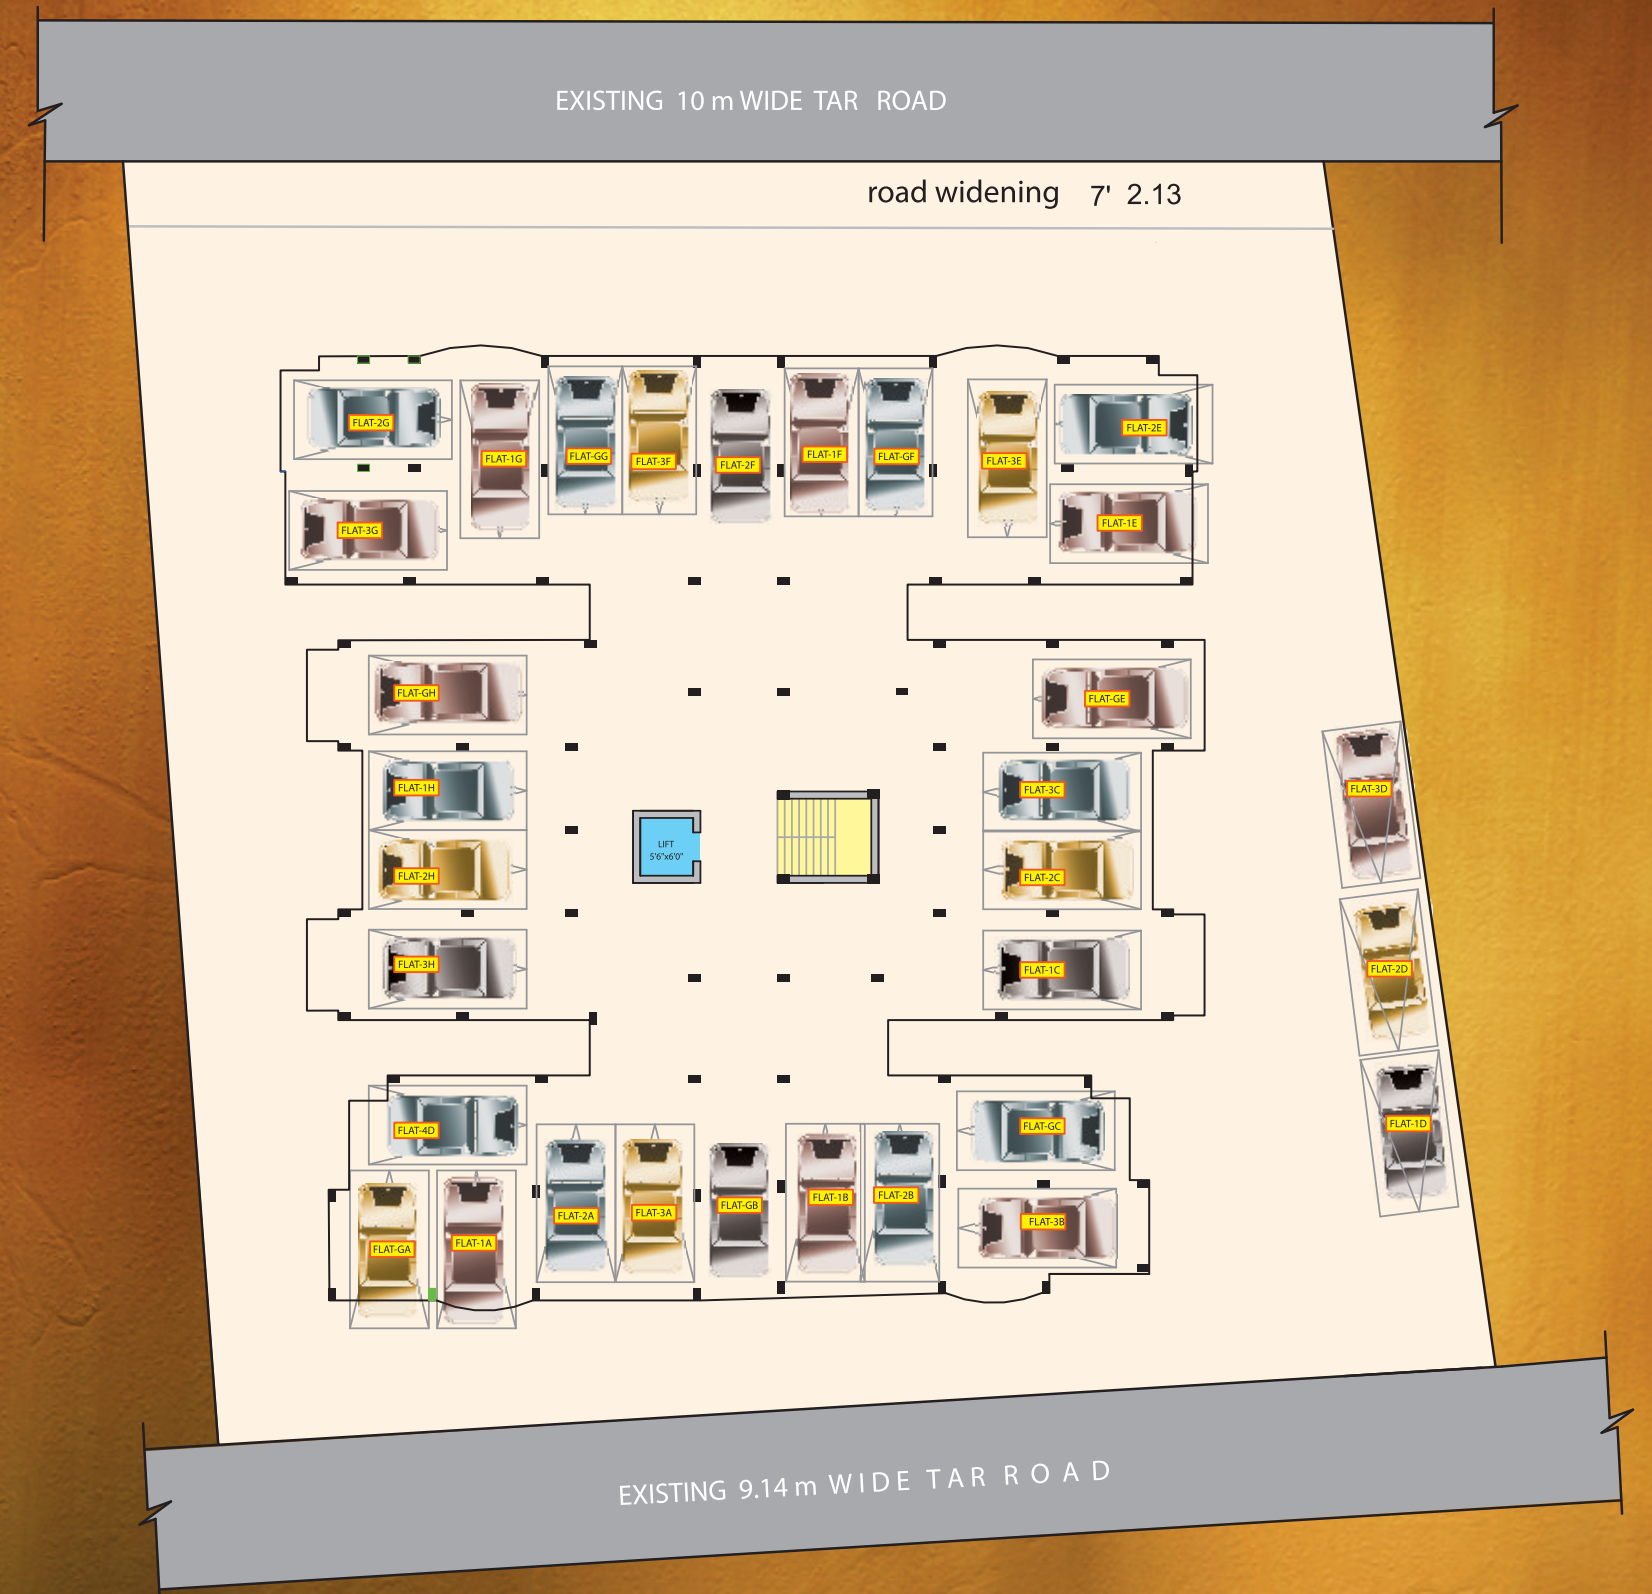 EXISTING 10 m WIDE TAR ROAD
road widening 7' 2.13
FLAT-2G
FLAT-1G
FLAT-GG
FLAT-3F
FLAT-2F
FLAT-1F
FLAT-GF
FLAT-3E
FLAT-2E
FLAT-3G
FLAT-1E
FLAT-GH
FLAT-GE
FLAT-1H
FLAT-3C
FLAT-3D
LIFT
5'6"x6'0"
FLAT-2H
FLAT-2C
FLAT-3H
FLAT-1C
FLAT-2D
FLAT-4D
FLAT-GC
FLAT-1D
FLAT-GA
FLAT-1A
FLAT-2A
FLAT-3A
FLAT-GB
FLAT-1B
FLAT-2B
FLAT-3B
EXISTING 9.14 m WIDE TAR ROAD